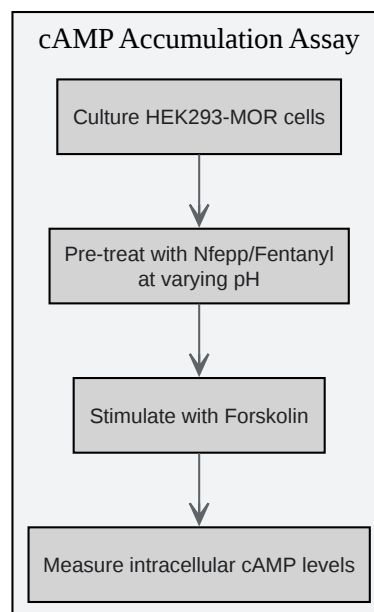 cAMP Accumulation Assay
Culture HEK293-MOR cells
Pre-treat with Nfepp/Fentanyl
at varying pH
Stimulate with Forskolin
Measure intracellular cAMP levels